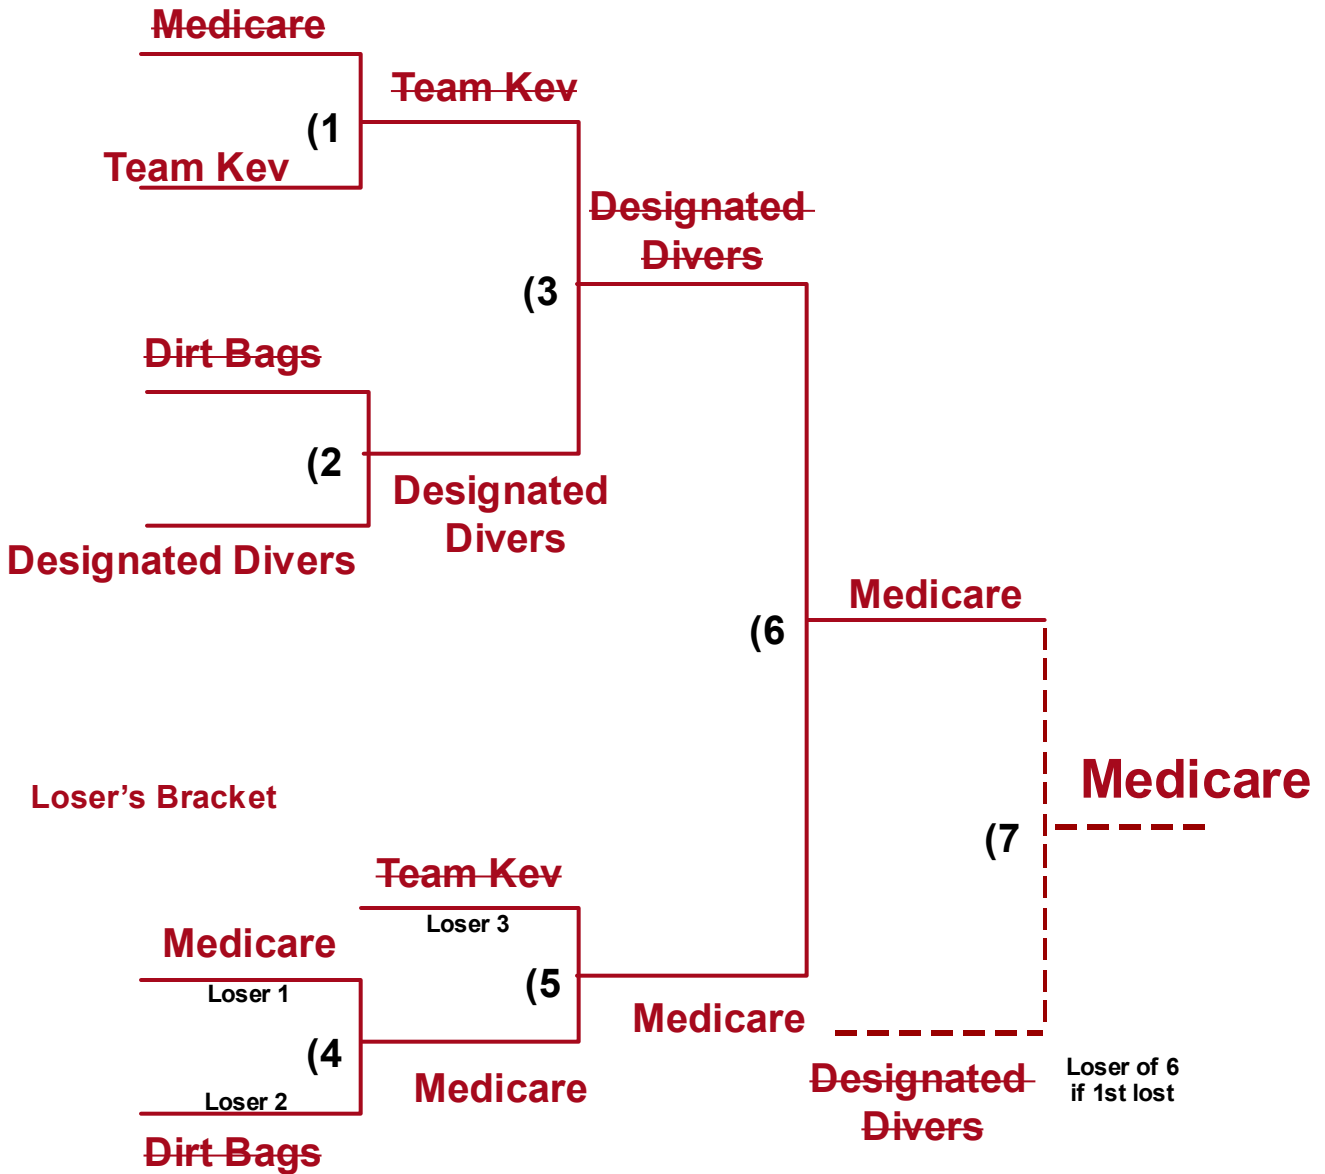 Medicare
Team Kev
(1
Team Kev
Designated
Divers
(3
Dirt Bags
(2
Designated
Divers
Designated Divers
Medicare
(6
Medicare
Loser’s Bracket
(7
Team Kev
Loser 3
Medicare
Loser 1
(5
Medicare
(4
Loser of 6
if 1st lost
Designated
Divers
Medicare
Loser 2
Dirt Bags